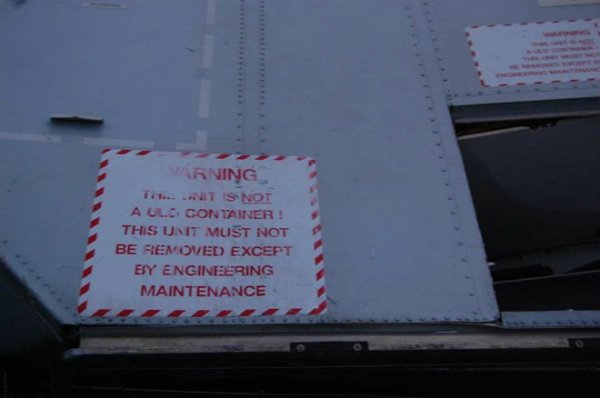 WARNING
THIS UNIT IS NOT
A ULD CONTAINER !
THIS UNIT MUST NOT
BE REMOVED EXCEPT
BY ENGINEERING
MAINTENANCE
WARNING
THIS UNIT IS NOT
A ULD CONTAINER !
THIS UNIT MUST NOT
BE REMOVED EXCEPT
ENGINEERING MAINTENANCE